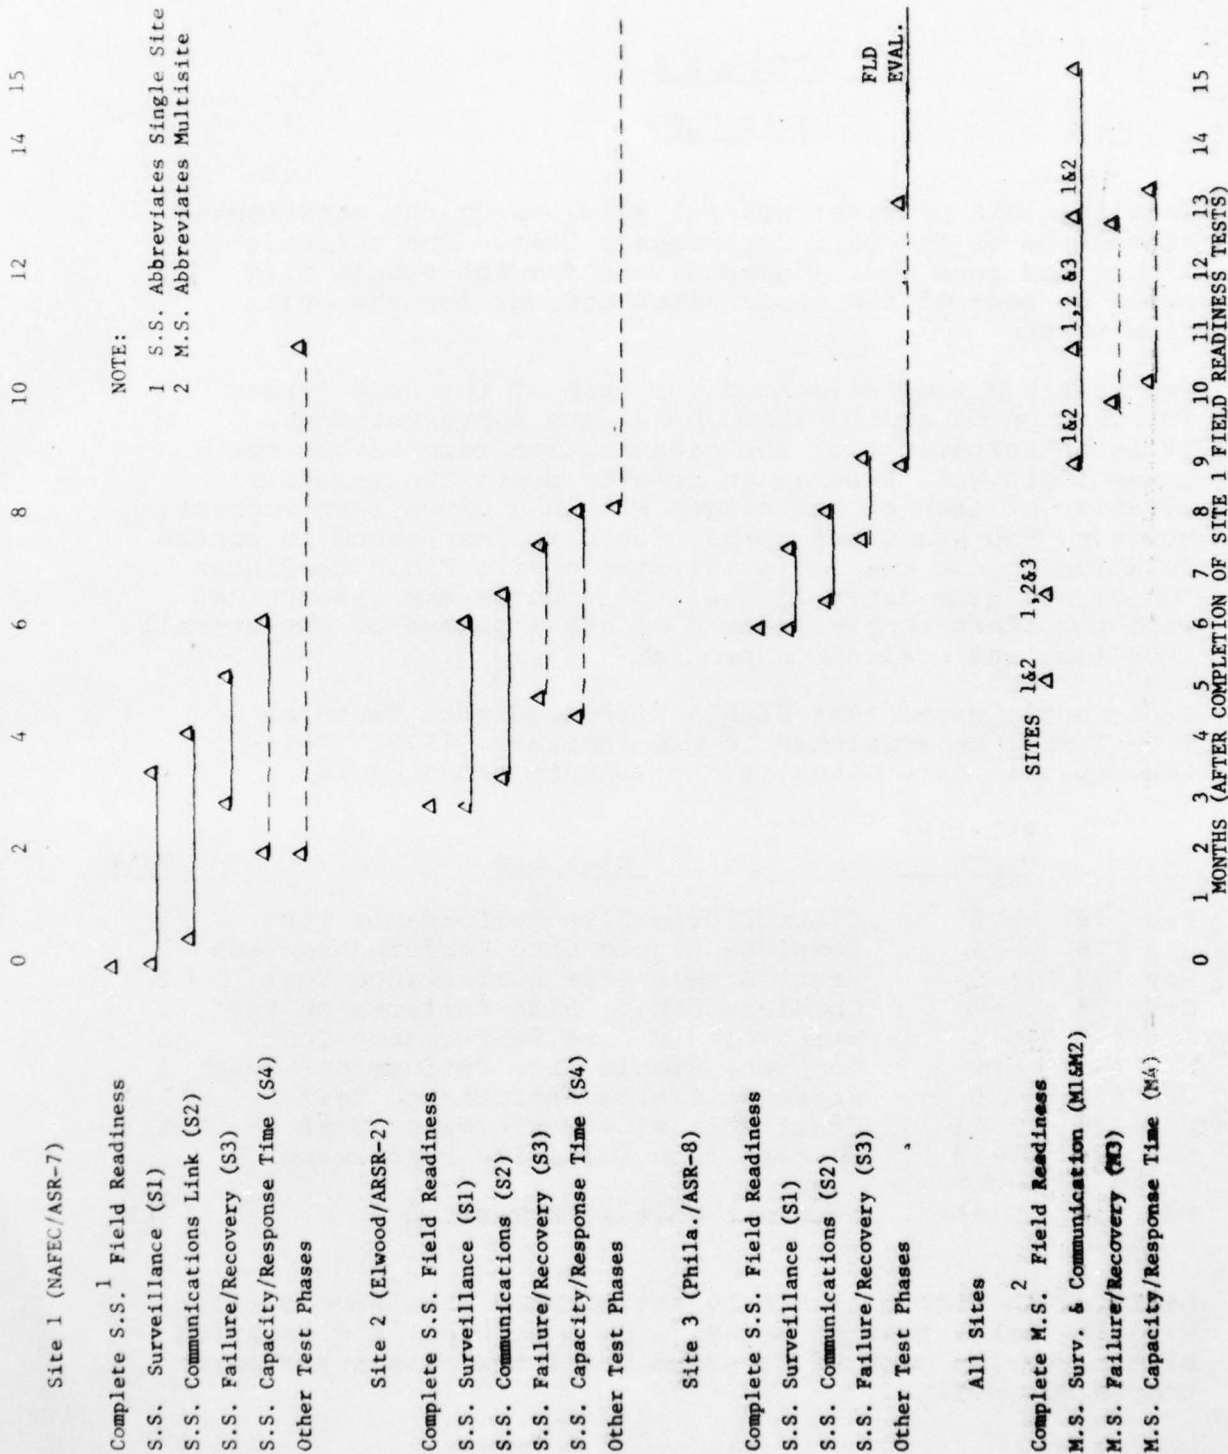 0 2 4 6 8 10 12 14 15
Site 1 (NAFEC/ASR-7)
NOTE:
1 S.S. Abbreviates Single Site
2 M.S. Abbreviates Multisite
Complete S.S.1 Field Readiness
S.S. Surveillance (S1)
S.S. Communications Link (S2)
S.S. Failure/Recovery (S3)
S.S. Capacity/Response Time (S4)
Other Test Phases
Site 2 (Elwood/ARSR-2)
Complete S.S. Field Readiness
S.S. Surveillance (S1)
S.S. Communications (S2)
S.S. Failure/Recovery (S3)
S.S. Capacity/Response Time (S4)
Other Test Phases
Site 3 (Phila./ASR-8)
Complete S.S. Field Readiness
S.S. Surveillance (S1)
S.S. Communications (S2)
S.S. Failure/Recovery (S3)
FLD
EVAL.
Other Test Phases
All Sites
SITES 1&2 1,2&3
Complete M.S.2 Field Readiness
1&2 1,2 &3 1&2
M.S. Surv. & Communication (M1&M2)
M.S. Failure/Recovery (M3)
M.S. Capacity/Response Time (M4)
0 1 2 3 4 5 6 7 8 9 10 11 12 13 14 15
MONTHS (AFTER COMPLETION OF SITE 1 FIELD READINESS TESTS)